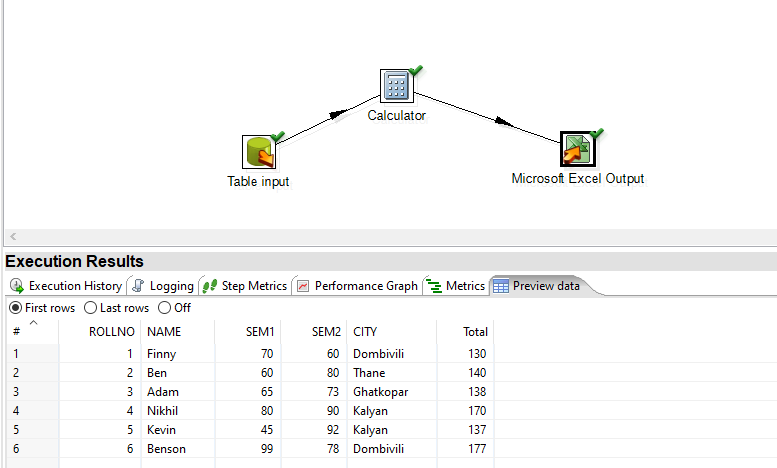 Calculator
Table input
Microsoft Excel Output
Execution Results
Execution History Logging Step Metrics Performance Graph Metrics Preview data
First rows Last rows Off
# ROLLNO NAME SEM1 SEM2 CITY Total
1 1 Finny 70 60 Dombivili 130
2 2 Ben 60 80 Thane 140
3 3 Adam 65 73 Ghatkopar 138
4 4 Nikhil 80 90 Kalyan 170
5 5 Kevin 45 92 Kalyan 137
6 6 Benson 99 78 Dombivili 177